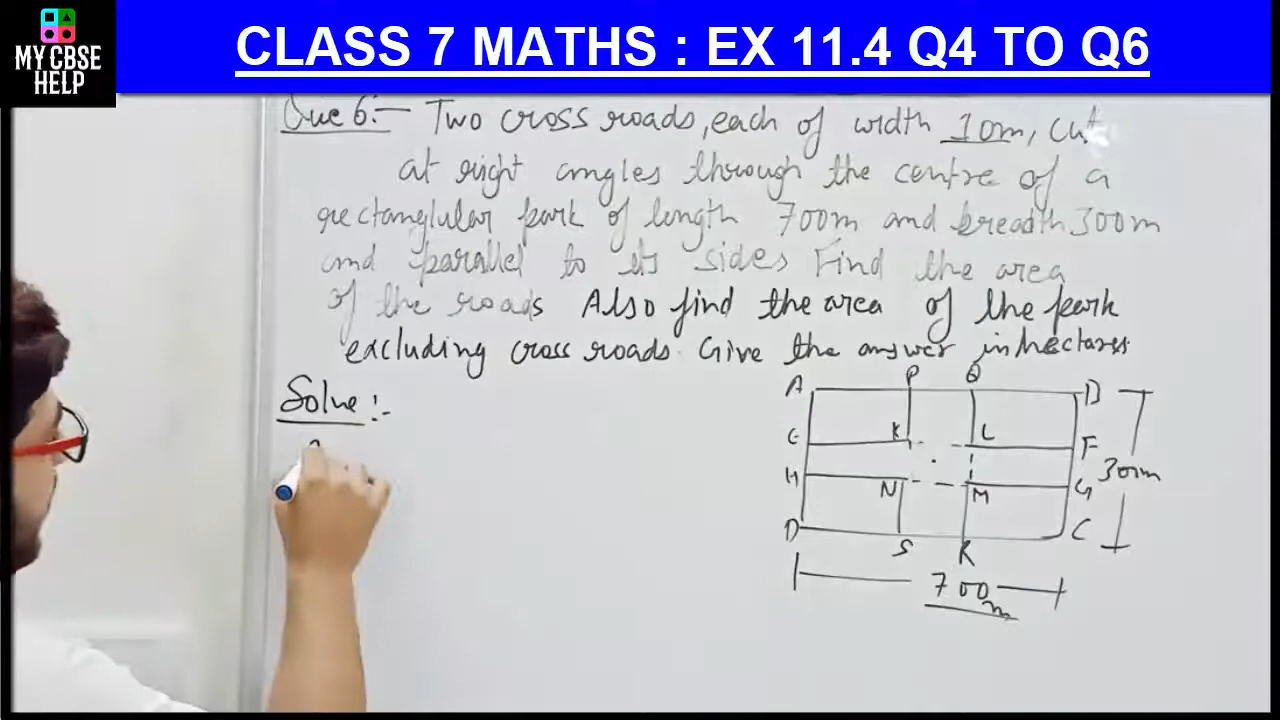 MY CBSE
HELP
CLASS 7 MATHS : EX 11.4 Q4 TO Q6
Que 6:- Two cross roads, each of width 10m, cut
at right angles through the centre of a
rectanglular park of length 700m and breadth 300m
and parallel to its sides Find the area
of the roads Also find the area of the park
excluding cross roads. Give the answer in hectares
Solve :-
A P Q B
E K L F
H N M G
300m
D S R C
700m